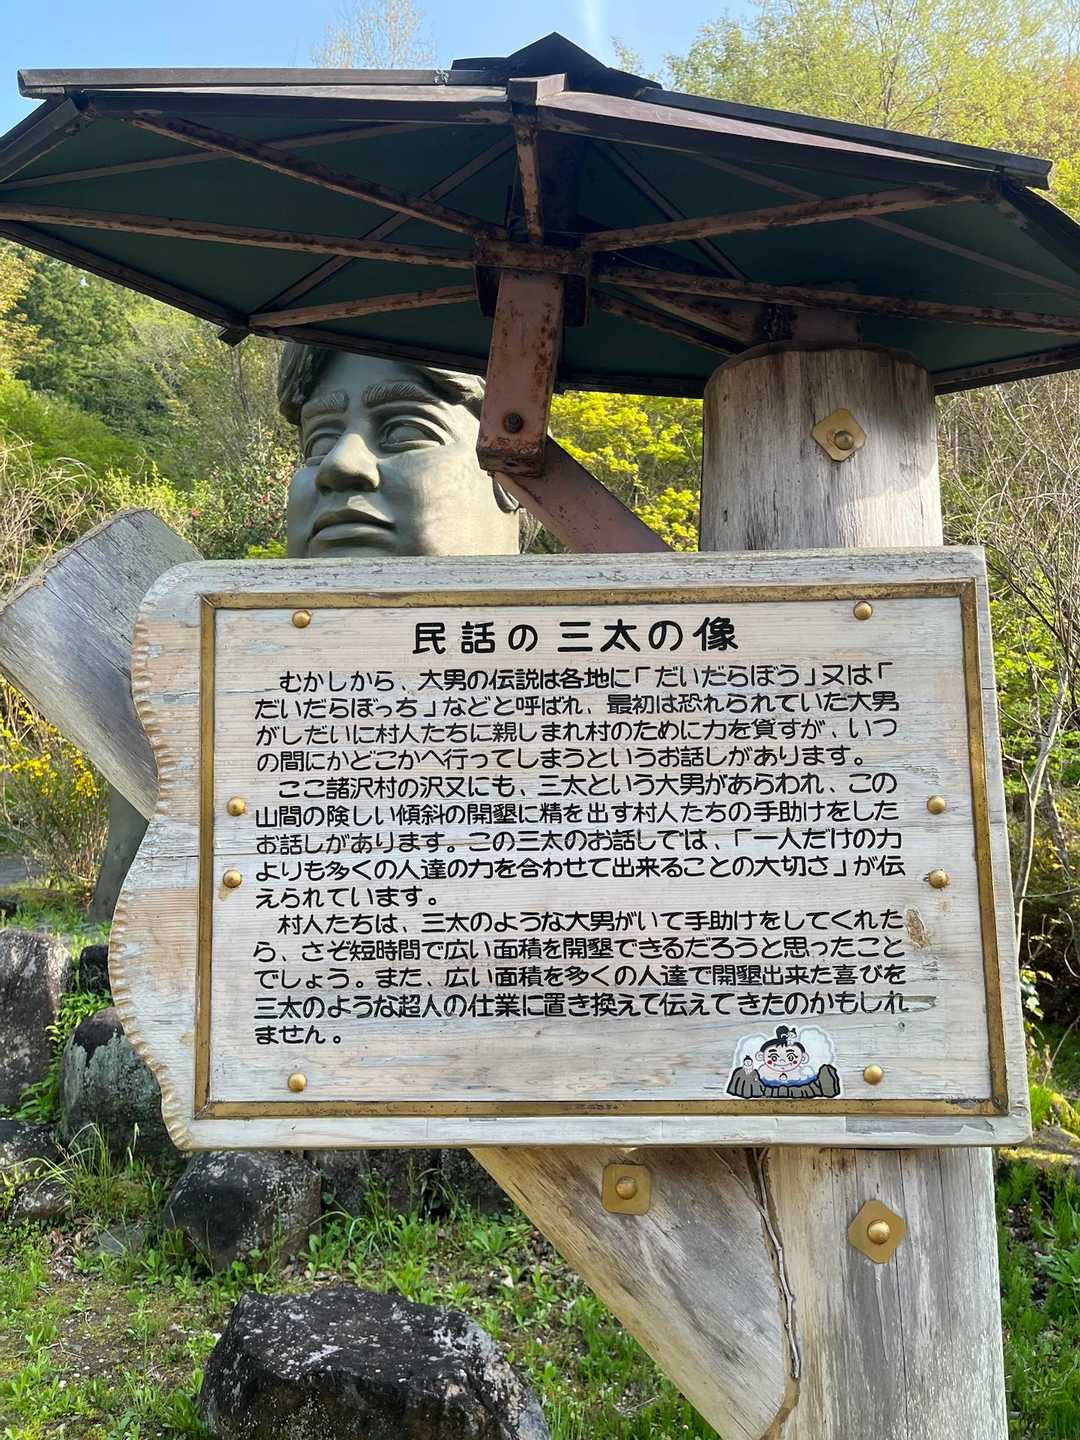 民話の三太の像
むかしから、大男の伝説は各地に「だいだらぼう」又は「
だいだらぼっち」などと呼ばれ、最初は恐れられていた大男
がしだいに村人たちに親しまれ村のために力を貸すが、いつ
の間にかどこかへ行ってしまうというお話しがあります。
ここ諸沢村の沢又にも、三太という大男があらわれ、この
山間の険しい傾斜の開墾に精を出す村人たちの手助けをした
お話しがあります。この三太のお話しでは、「一人だけの力
よりも多くの人達の力を合わせて出来ることの大切さ」が伝
えられています。
村人たちは、三太のような大男がいて手助けをしてくれた
ら、さぞ短時間で広い面積を開墾できるだろうと思ったこと
でしょう。また、広い面積を多くの人達で開墾出来た喜びを
三太のような超人の仕業に置き換えて伝えてきたのかもしれ
ません。